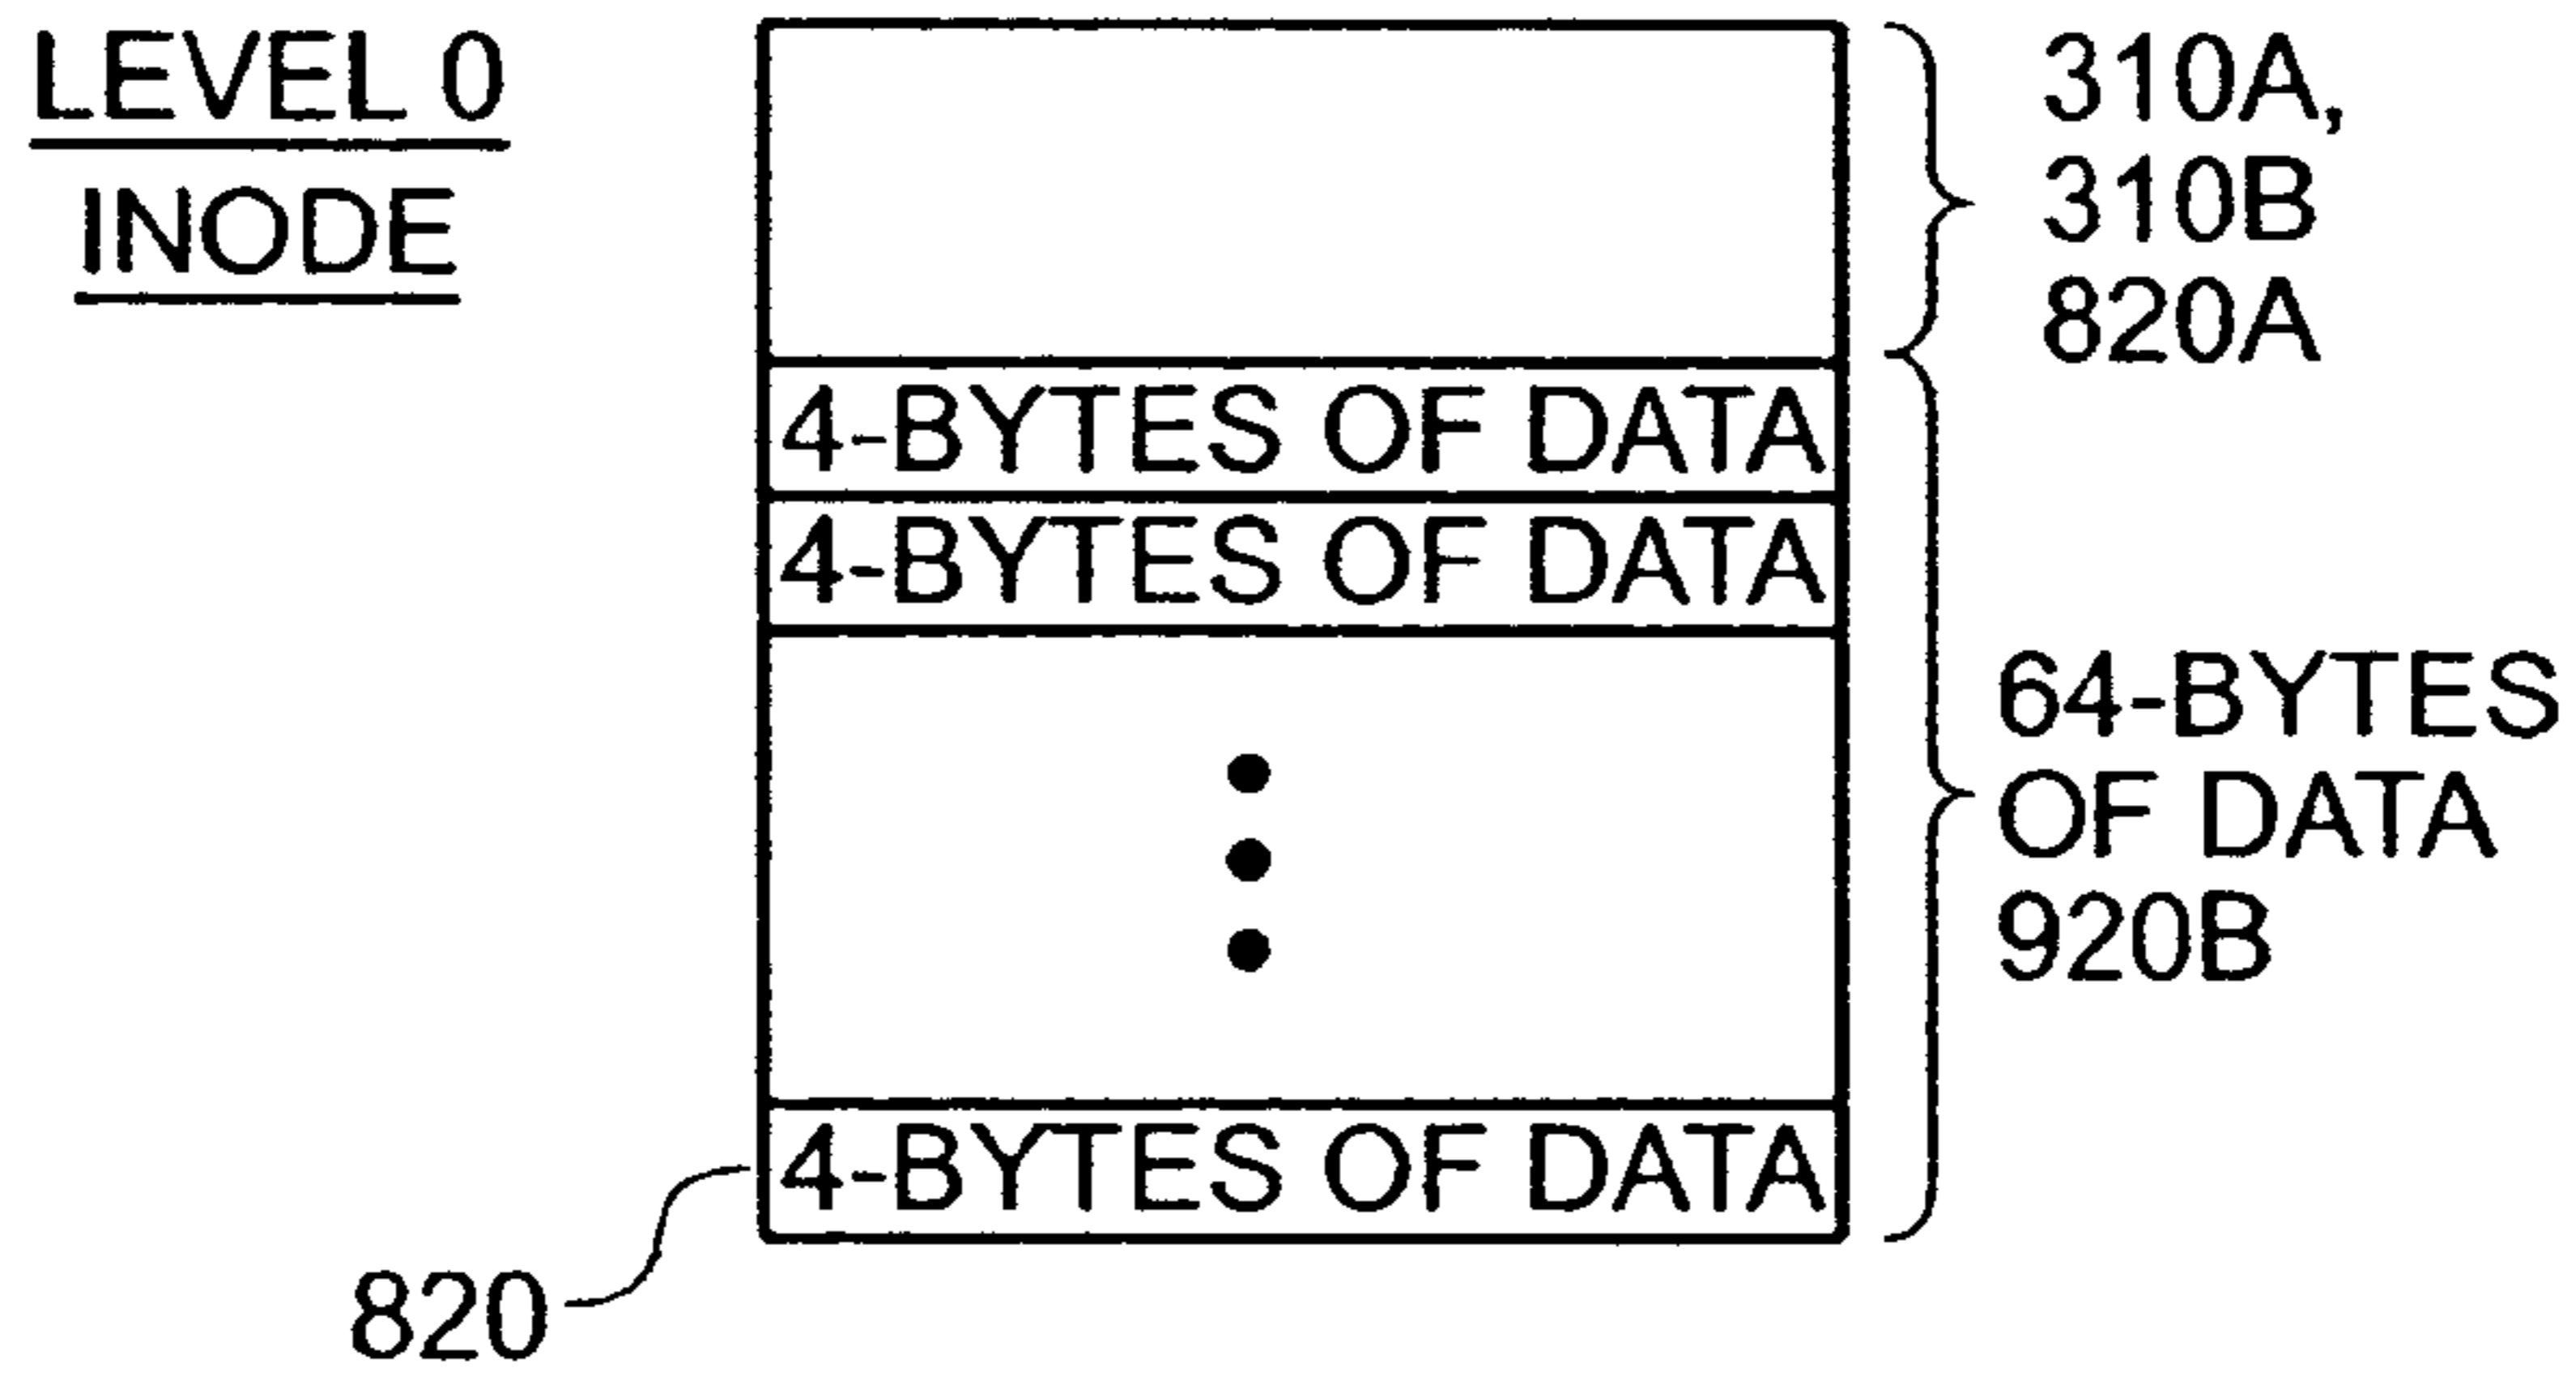 LEVEL 0
INODE
310A,
310B
820A
4-BYTES OF DATA
4-BYTES OF DATA
64-BYTES
OF DATA
920B
4-BYTES OF DATA
820